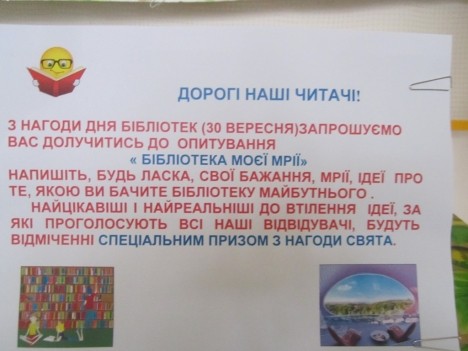 ДОРОГІ НАШІ ЧИТАЧІ!
З НАГОДИ ДНЯ БІБЛІОТЕК (30 ВЕРЕСНЯ)ЗАПРОШУЄМО
ВАС ДОЛУЧИТИСЬ ДО ОПИТУВАННЯ
« БІБЛІОТЕКА МОЄЇ МРІЇ»
НАПИШІТЬ, БУДЬ ЛАСКА, СВОЇ БАЖАННЯ, МРІЇ, ІДЕЇ ПРО
ТЕ, ЯКОЮ ВИ БАЧИТЕ БІБЛІОТЕКУ МАЙБУТНЬОГО .
НАЙЦІКАВІШІ І НАЙРЕАЛЬНІШІ ДО ВТІЛЕННЯ ІДЕЇ, ЗА
ЯКІ ПРОГОЛОСУЮТЬ ВСІ НАШІ ВІДВІДУВАЧІ, БУДУТЬ
ВІДМІЧЕННІ СПЕЦІАЛЬНИМ ПРИЗОМ З НАГОДИ СВЯТА.